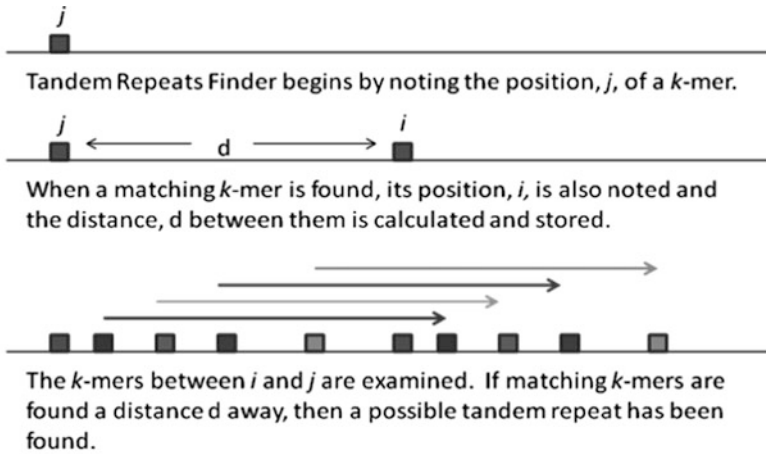 j
Tandem Repeats Finder begins by noting the position, j, of a k-mer.
j d i
When a matching k-mer is found, its position, i, is also noted and
the distance, d between them is calculated and stored.
The k-mers between i and j are examined. If matching k-mers are
found a distance d away, then a possible tandem repeat has been
found.